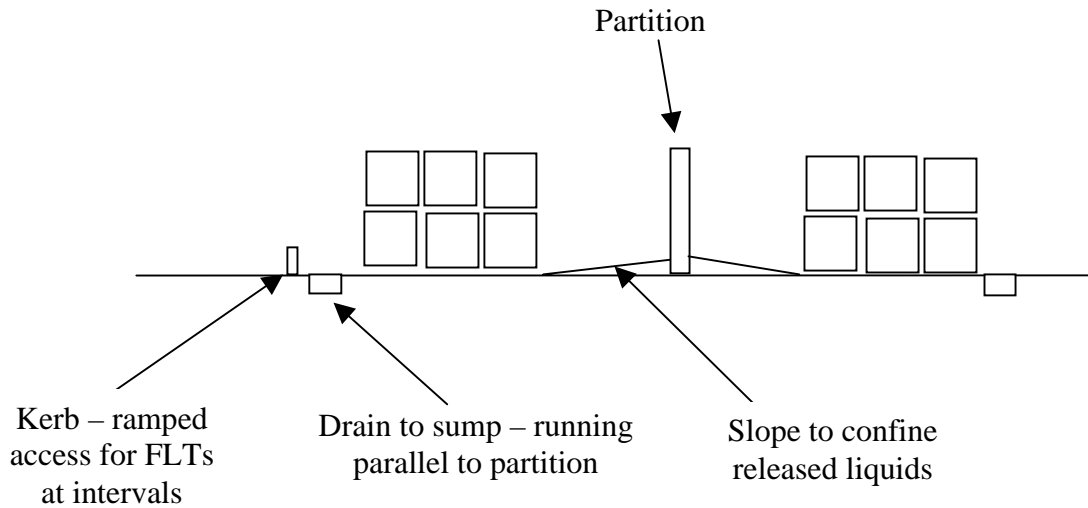 Partition
Kerb – ramped
access for FLTs
at intervals
Drain to sump – running
parallel to partition
Slope to confine
released liquids